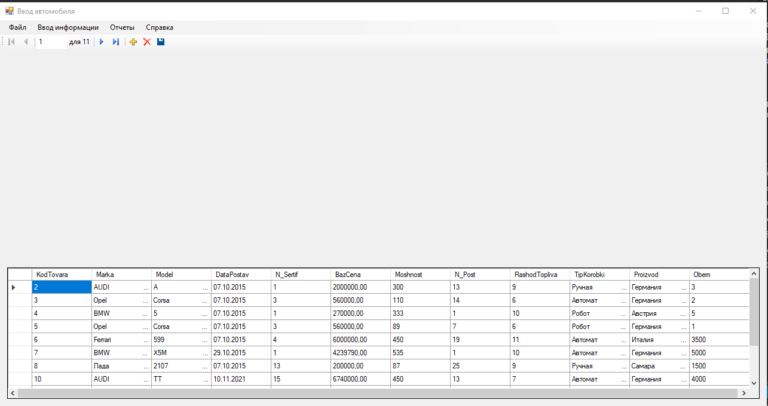 Ввод автомобиля
Файл Ввод информации Отчеты Справка
1 для 11
KodTovara Marka Model DataPostav N_Sertif BazCena Moshnost N_Post RashodTopliva TipKorobki Proizvod Obem
2 AUDI ... A ... 07.10.2015 1 2000000,00 300 13 9 Ручная ... Германия ... 3
3 Opel ... Corsa ... 07.10.2015 3 560000,00 110 14 6 Автомат ... Германия ... 2
4 BMW ... 5 ... 07.10.2015 1 270000,00 333 1 10 Робот ... Австрия ... 5
5 Opel ... Corsa ... 07.10.2015 3 560000,00 89 7 6 Робот ... Германия ... 1
6 Ferrari ... 599 ... 07.10.2015 4 6000000,00 450 19 11 Автомат ... Италия ... 3500
7 BMW ... X5M ... 29.10.2015 1 4239790,00 535 1 10 Автомат ... Германия ... 5000
8 Лада ... 2107 ... 07.10.2015 13 200000,00 87 25 9 Ручная ... Самара ... 1500
10 AUDI ... TT ... 10.11.2021 15 6740000,00 450 13 7 Автомат ... Германия ... 4000